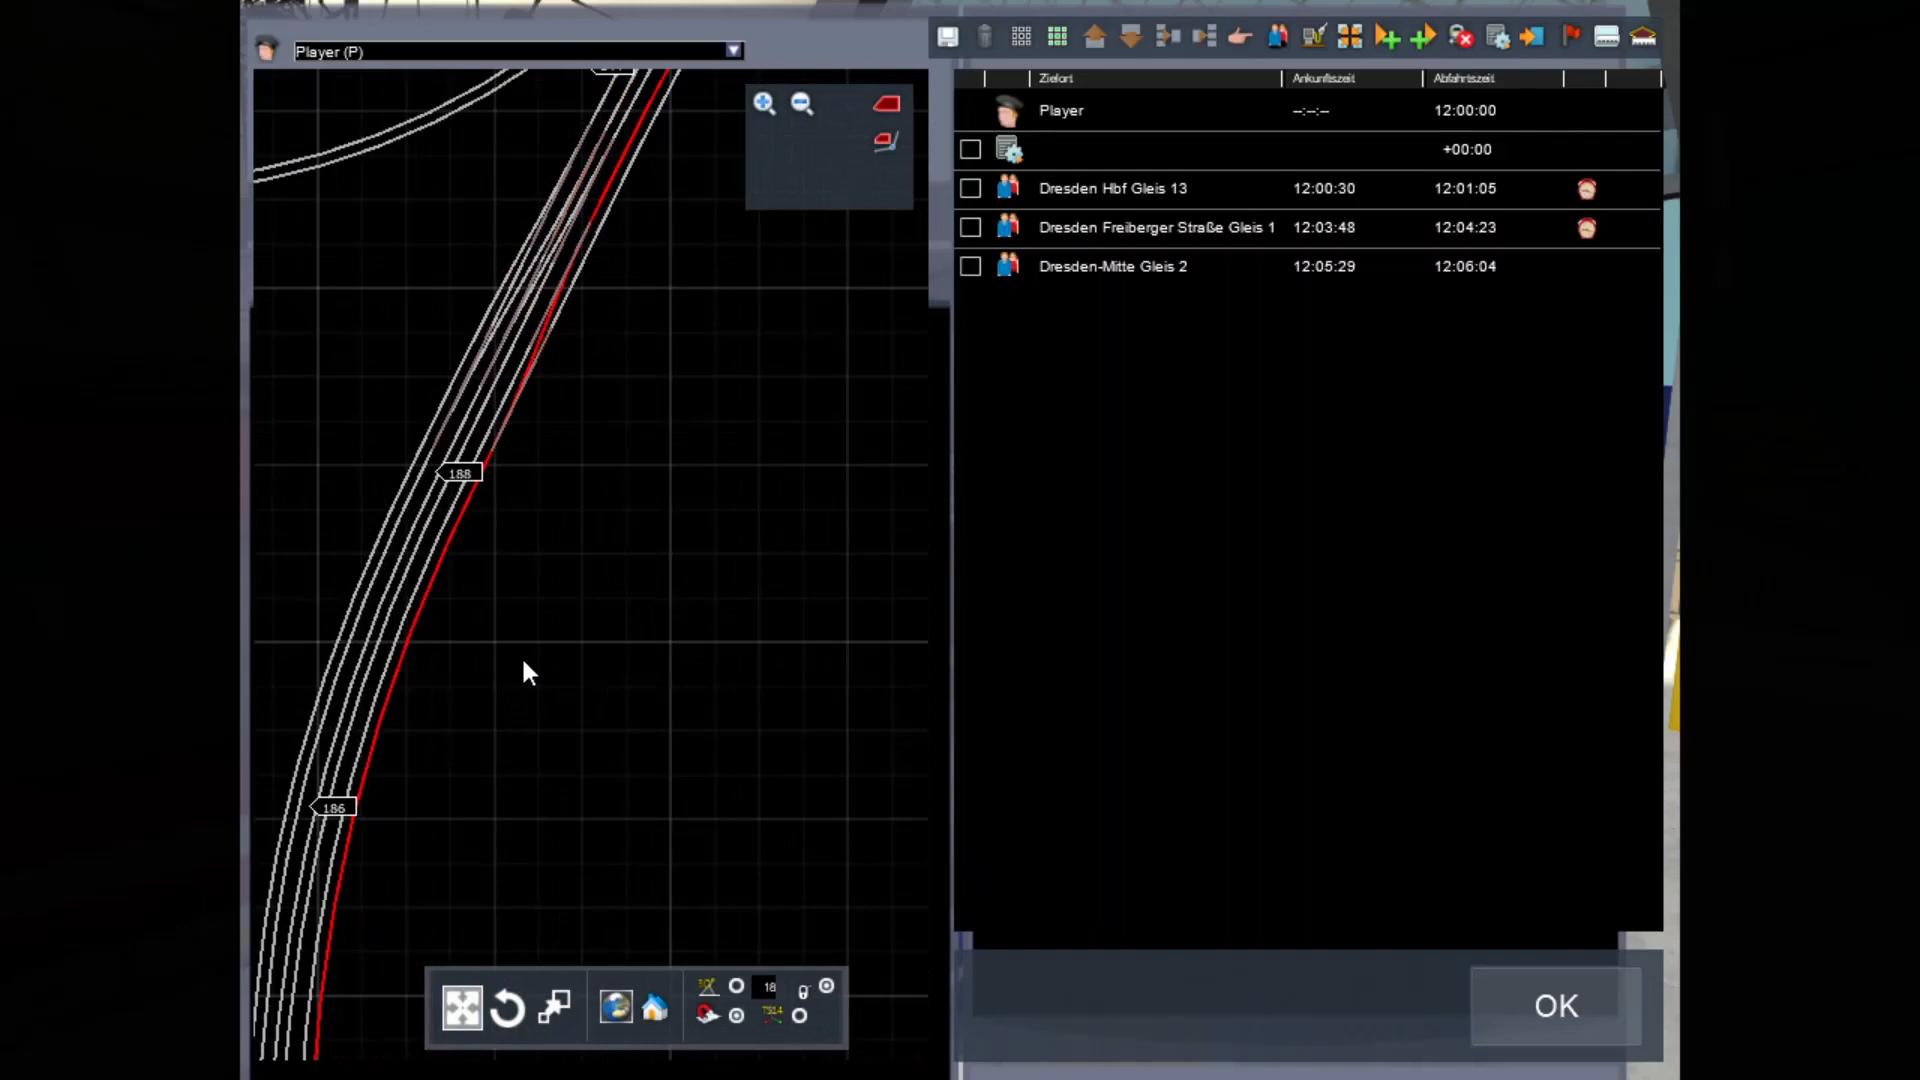 Player (P)
Zielort Ankunftszeit Abfahrtszeit
Player --:--:-- 12:00:00
+00:00
Dresden Hbf Gleis 13 12:00:30 12:01:05
Dresden Freiberger Straße Gleis 1 12:03:48 12:04:23
Dresden-Mitte Gleis 2 12:05:29 12:06:04
188
186
18
TS14
OK